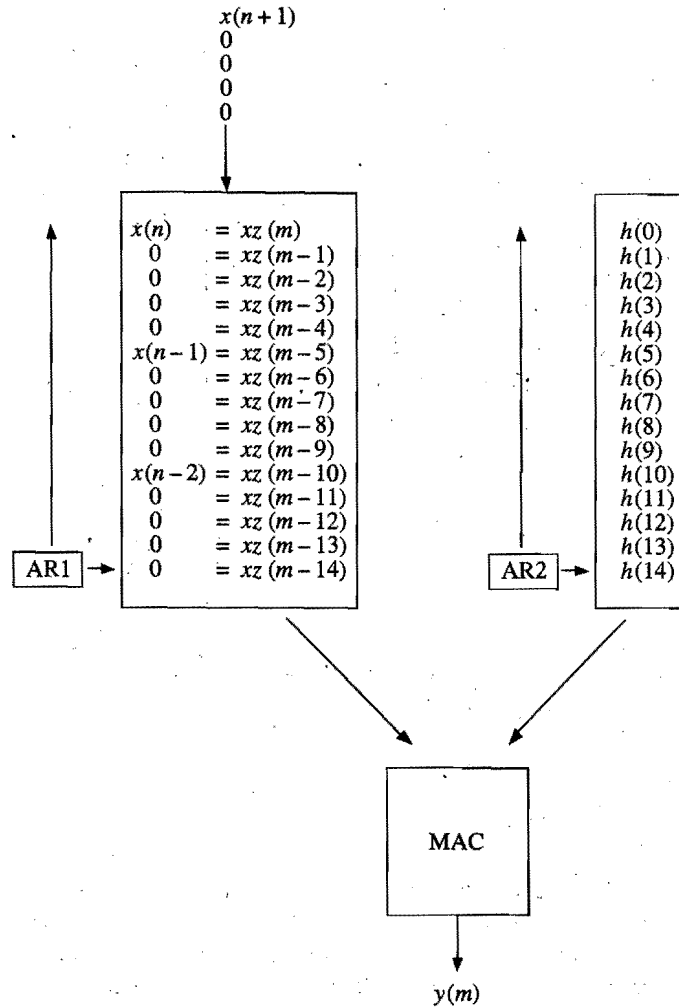 x(n+1)
0
0
0
0
x(n) = xz (m) h(0)
0 = xz (m−1) h(1)
0 = xz (m−2) h(2)
0 = xz (m−3) h(3)
0 = xz (m−4) h(4)
x(n−1) = xz (m−5) h(5)
0 = xz (m−6) h(6)
0 = xz (m−7) h(7)
0 = xz (m−8) h(8)
0 = xz (m−9) h(9)
x(n−2) = xz (m−10) h(10)
0 = xz (m−11) h(11)
0 = xz (m−12) h(12)
0 = xz (m−13) h(13)
AR1 0 = xz (m−14) AR2 h(14)
MAC
y(m)